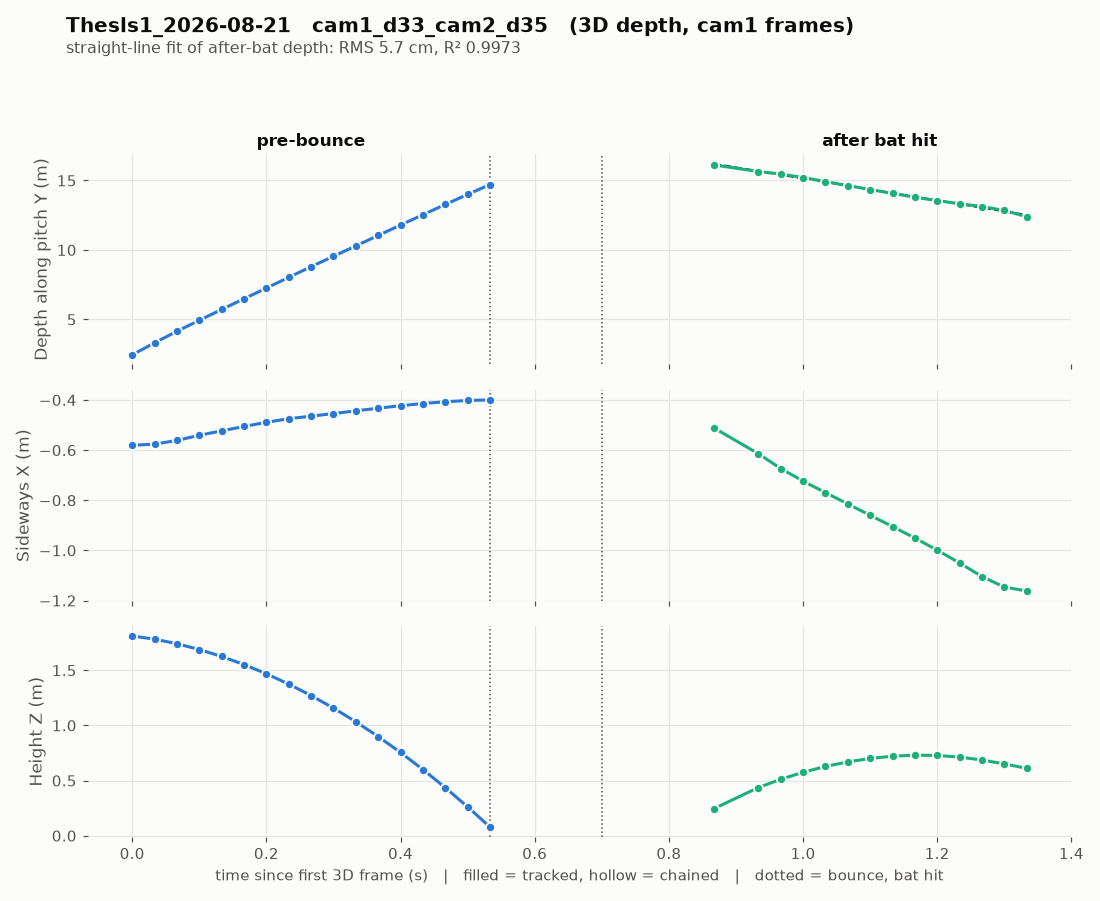 Thesls1_2026-08-21   cam1_d33_cam2_d35   (3D depth, cam1 frames)
straight-line fit of after-bat depth: RMS 5.7 cm, R² 0.9973
pre-bounce
after bat hit
Depth along pitch Y (m)
15
10
5
Sideways X (m)
−0.4
−0.6
−0.8
−1.0
−1.2
Height Z (m)
1.5
1.0
0.5
0.0
0.0 0.2 0.4 0.6 0.8 1.0 1.2 1.4
time since first 3D frame (s)   |   filled = tracked, hollow = chained   |   dotted = bounce, bat hit